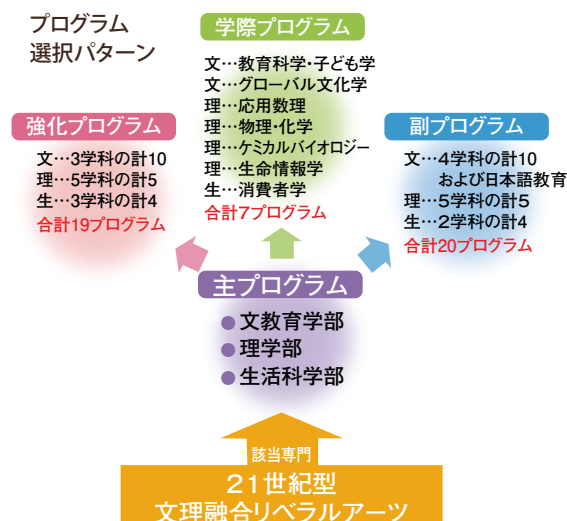 プログラム
選択パターン
学際プログラム
文…教育科学・子ども学
文…グローバル文化学
理…応用数理
理…物理・化学
理…ケミカルバイオロジー
理…生命情報学
生…消費者学
合計7プログラム
強化プログラム
文…3学科の計10
理…5学科の計5
生…3学科の計4
合計19プログラム
副プログラム
文…4学科の計10
および日本語教育
理…5学科の計5
生…2学科の計4
合計20プログラム
主プログラム
●文教育学部
●理学部
●生活科学部
該当専門
21世紀型
文理融合リベラルアーツ